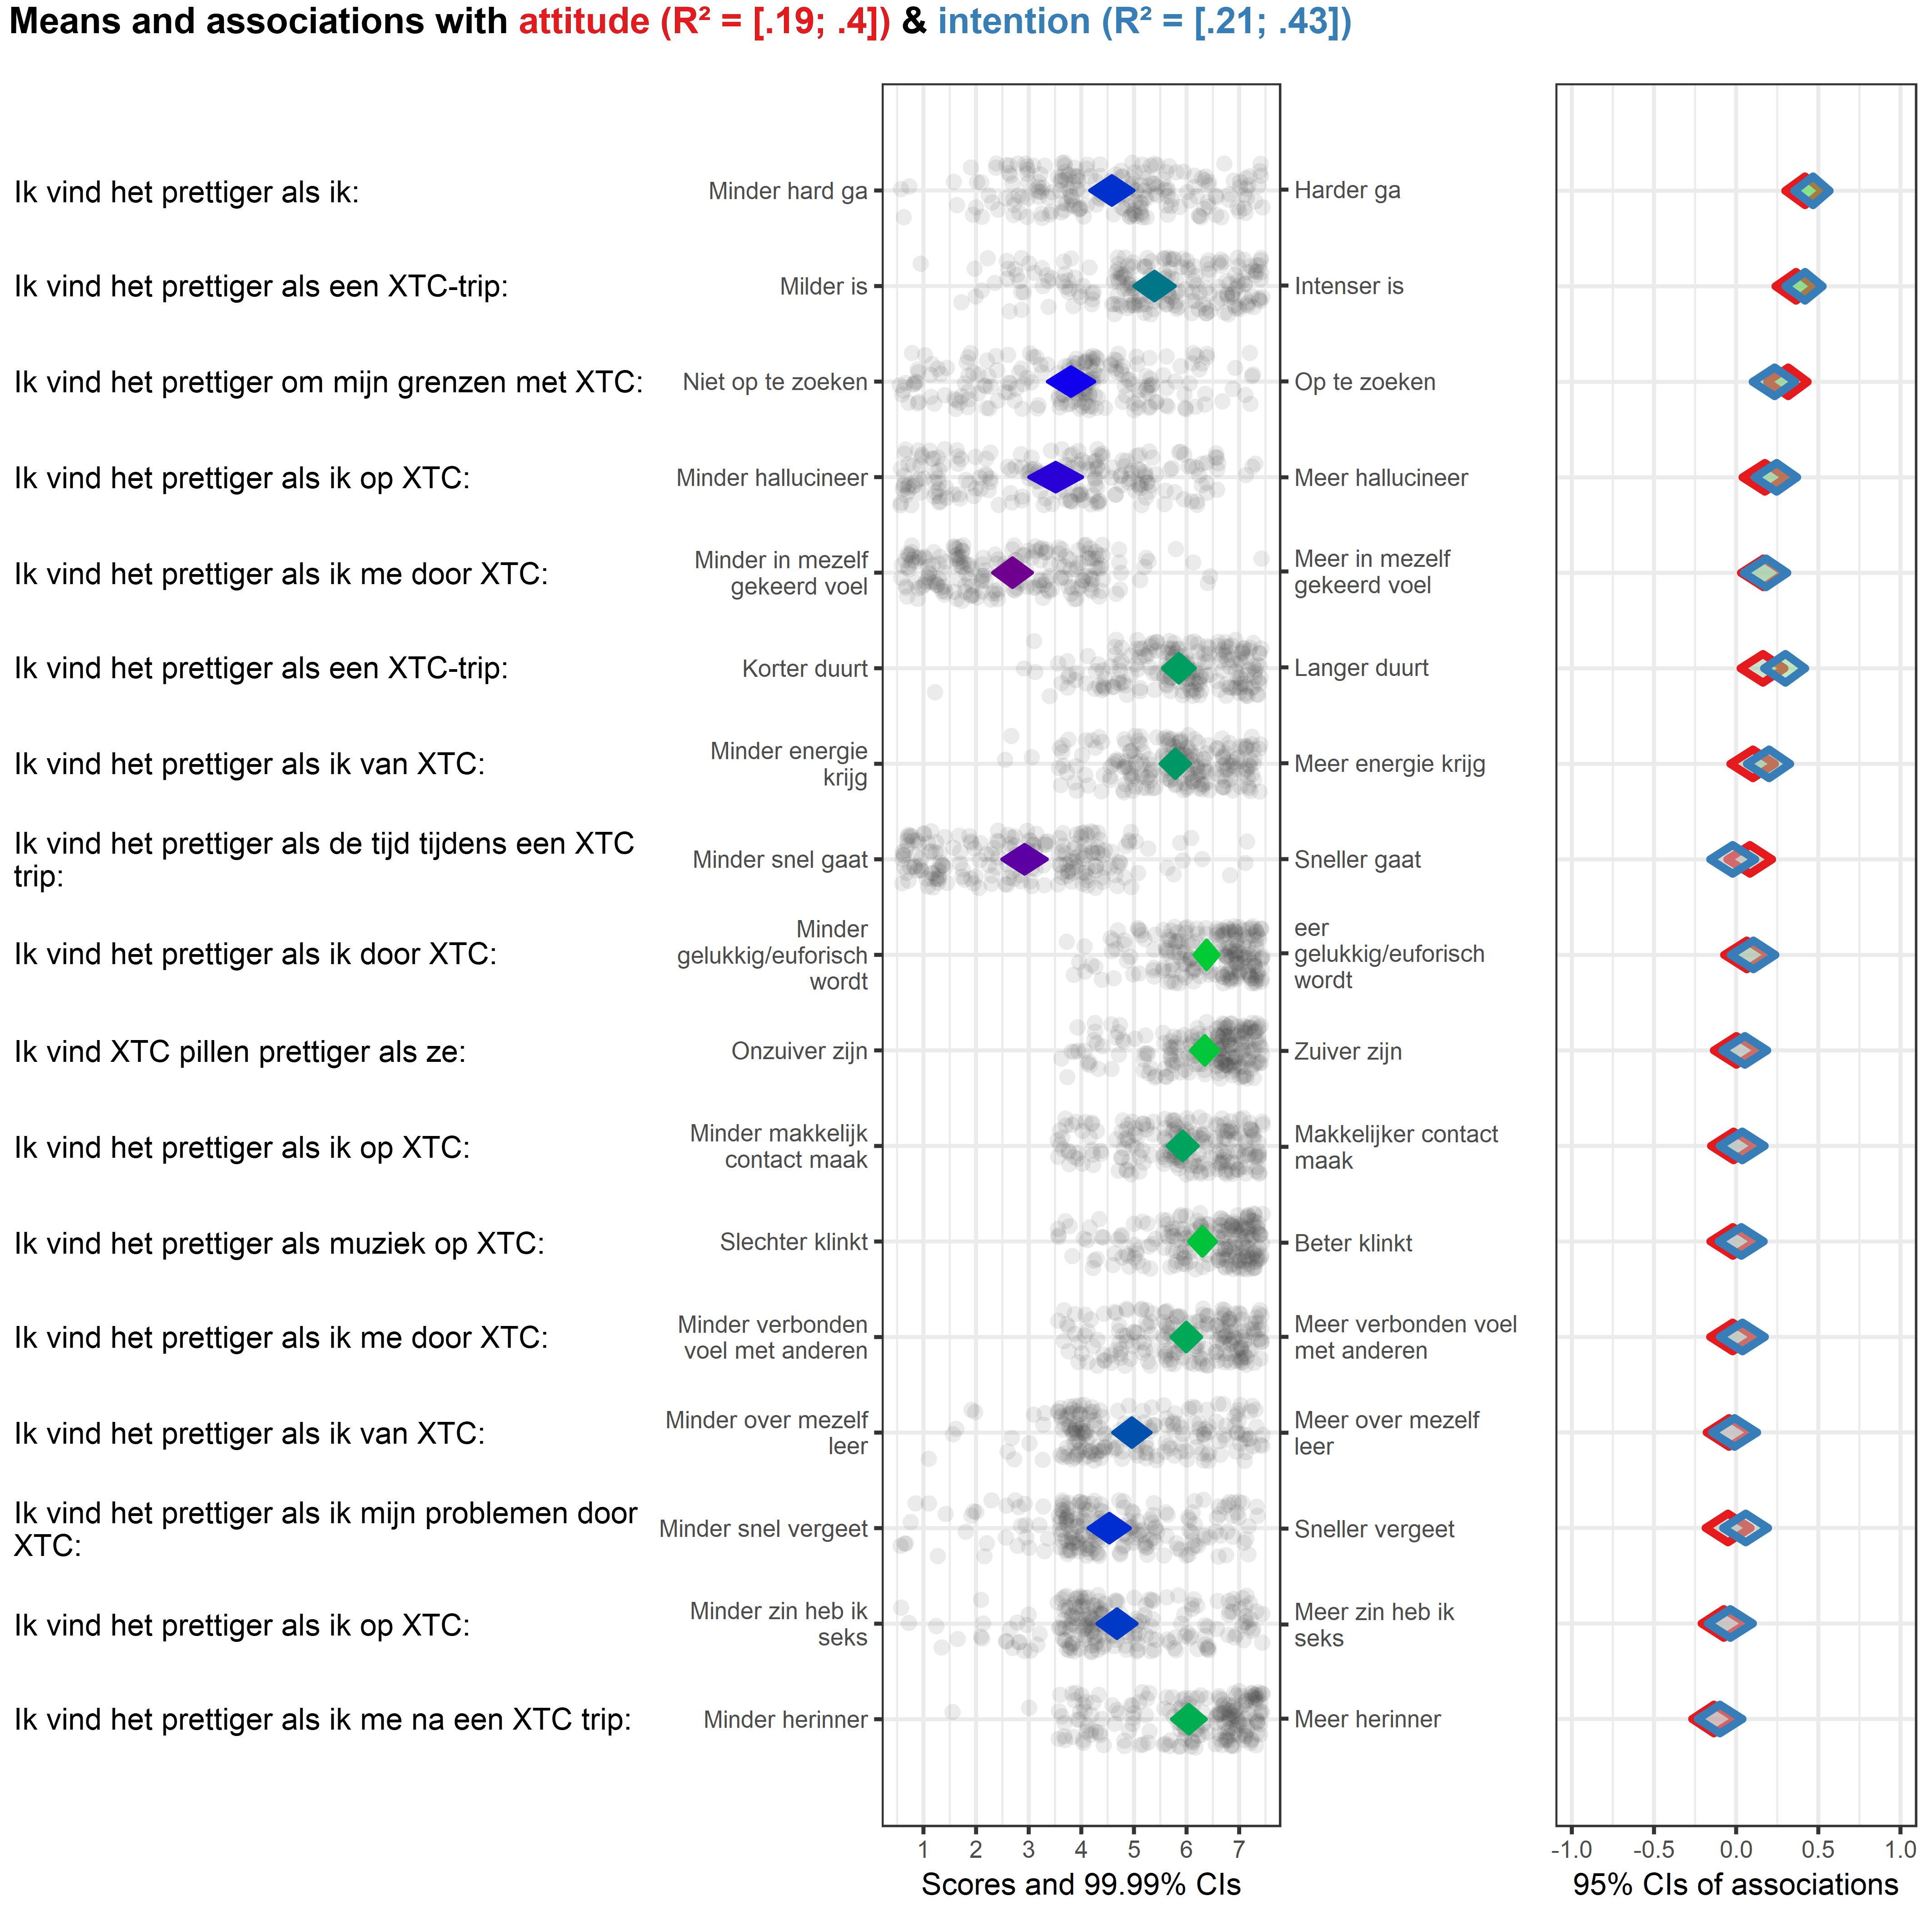 Means and associations with attitude (R² = [.19; .4]) & intention (R² = [.21; .43])
Ik vind het prettiger als ik:
Minder hard ga
Harder ga
Ik vind het prettiger als een XTC-trip:
Milder is
Intenser is
Ik vind het prettiger om mijn grenzen met XTC:
Niet op te zoeken
Op te zoeken
Ik vind het prettiger als ik op XTC:
Minder hallucineer
Meer hallucineer
Ik vind het prettiger als ik me door XTC:
Minder in mezelf
gekeerd voel
Meer in mezelf
gekeerd voel
Ik vind het prettiger als een XTC-trip:
Korter duurt
Langer duurt
Ik vind het prettiger als ik van XTC:
Minder energie
krijg
Meer energie krijg
Ik vind het prettiger als de tijd tijdens een XTC
trip:
Minder snel gaat
Sneller gaat
Ik vind het prettiger als ik door XTC:
Minder
gelukkig/euforisch
wordt
eer
gelukkig/euforisch
wordt
Ik vind XTC pillen prettiger als ze:
Onzuiver zijn
Zuiver zijn
Ik vind het prettiger als ik op XTC:
Minder makkelijk
contact maak
Makkelijker contact
maak
Ik vind het prettiger als muziek op XTC:
Slechter klinkt
Beter klinkt
Ik vind het prettiger als ik me door XTC:
Minder verbonden
voel met anderen
Meer verbonden voel
met anderen
Ik vind het prettiger als ik van XTC:
Minder over mezelf
leer
Meer over mezelf
leer
Ik vind het prettiger als ik mijn problemen door
XTC:
Minder snel vergeet
Sneller vergeet
Ik vind het prettiger als ik op XTC:
Minder zin heb ik
seks
Meer zin heb ik
seks
Ik vind het prettiger als ik me na een XTC trip:
Minder herinner
Meer herinner
1 2 3 4 5 6 7
Scores and 99.99% CIs
-1.0 -0.5 0.0 0.5 1.0
95% CIs of associations